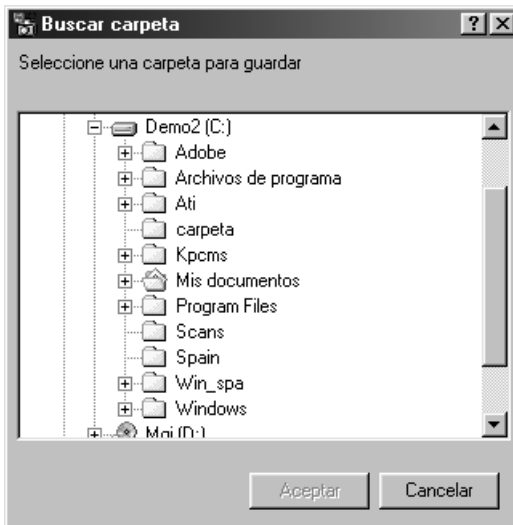 Buscar carpeta
Seleccione una carpeta para guardar
Demo2 (C:)
Adobe
Archivos de programa
Ati
carpeta
Kpcms
Mis documentos
Program Files
Scans
Spain
Win_spa
Windows
Mgi (D:)
Aceptar Cancelar